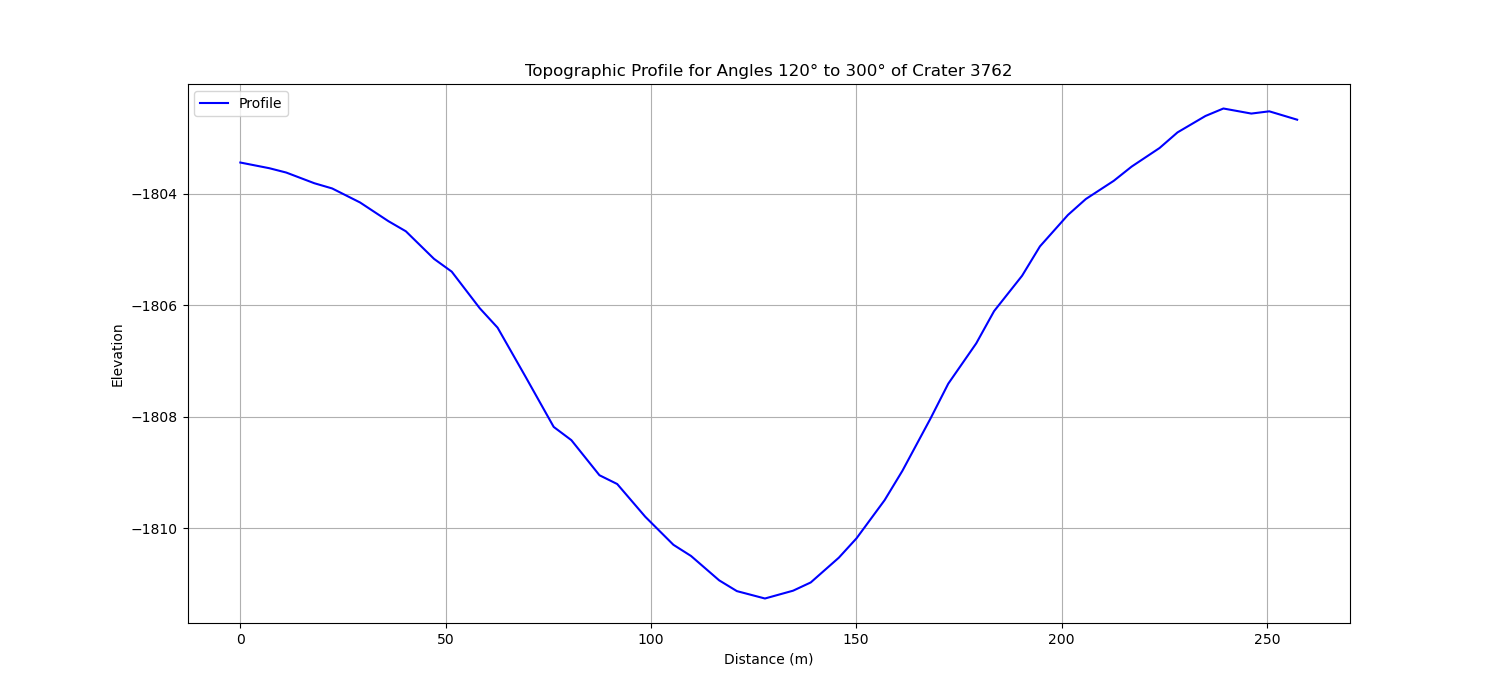 Topographic Profile for Angles 120° to 300° of Crater 3762
Profile
Elevation
−1804
−1806
−1808
−1810
0 50 100 150 200 250
Distance (m)